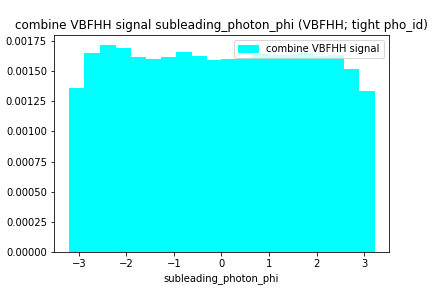 combine VBFHH signal subleading_photon_phi (VBFHH; tight pho_id)
combine VBFHH signal
0.00175
0.00150
0.00125
0.00100
0.00075
0.00050
0.00025
0.00000
−3 −2 −1 0 1 2 3
subleading_photon_phi